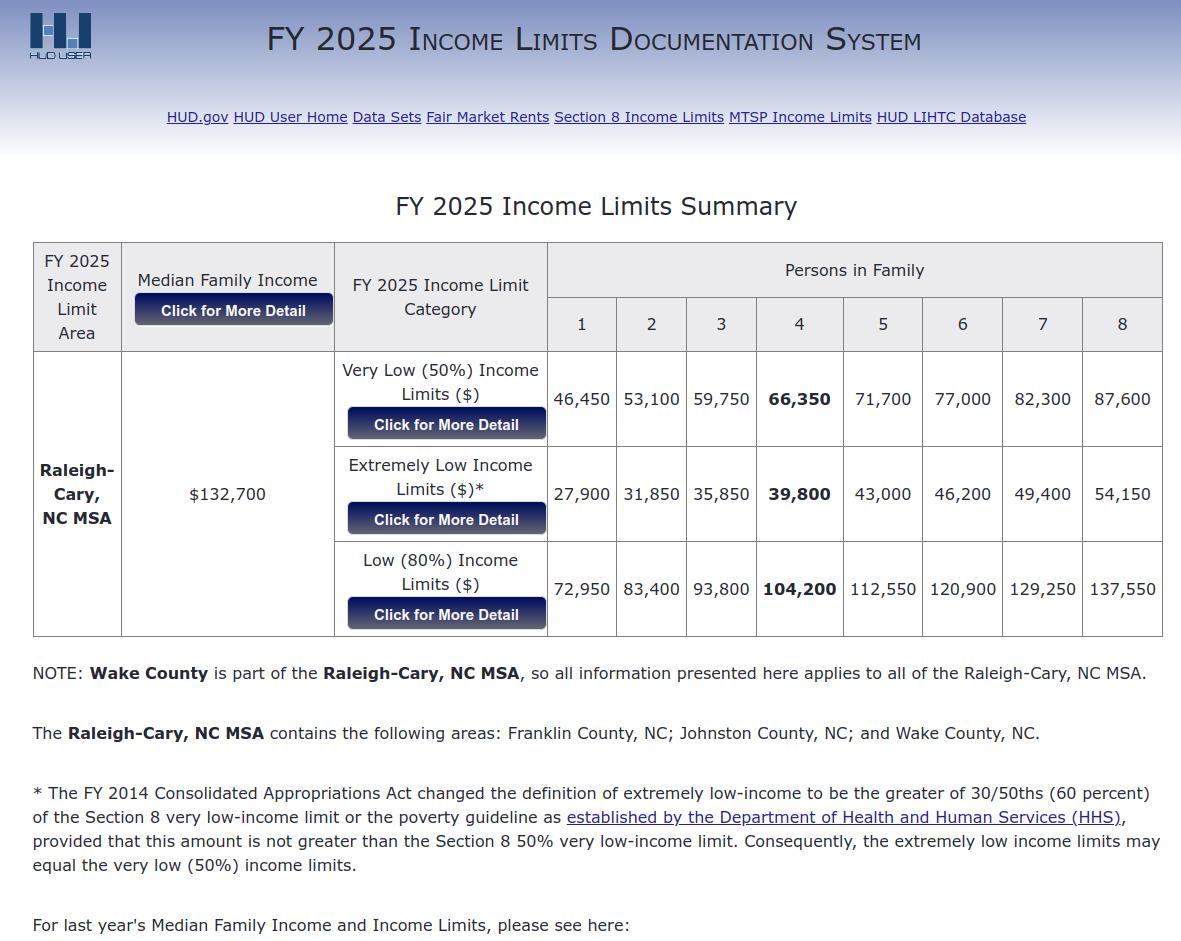 HUD USER
FY 2025 Income Limits Documentation System
HUD.gov HUD User Home Data Sets Fair Market Rents Section 8 Income Limits MTSP Income Limits HUD LIHTC Database
FY 2025 Income Limits Summary
FY 2025
Income
Limit
Area
Median Family Income
Click for More Detail
FY 2025 Income Limit
Category
Persons in Family
1 2 3 4 5 6 7 8
Raleigh-
Cary,
NC MSA
$132,700
Very Low (50%) Income
Limits ($)
Click for More Detail
46,450 53,100 59,750 66,350 71,700 77,000 82,300 87,600
Extremely Low Income
Limits ($)*
Click for More Detail
27,900 31,850 35,850 39,800 43,000 46,200 49,400 54,150
Low (80%) Income
Limits ($)
Click for More Detail
72,950 83,400 93,800 104,200 112,550 120,900 129,250 137,550
NOTE: Wake County is part of the Raleigh-Cary, NC MSA, so all information presented here applies to all of the Raleigh-Cary, NC MSA.
The Raleigh-Cary, NC MSA contains the following areas: Franklin County, NC; Johnston County, NC; and Wake County, NC.
* The FY 2014 Consolidated Appropriations Act changed the definition of extremely low-income to be the greater of 30/50ths (60 percent)
of the Section 8 very low-income limit or the poverty guideline as established by the Department of Health and Human Services (HHS),
provided that this amount is not greater than the Section 8 50% very low-income limit. Consequently, the extremely low income limits may
equal the very low (50%) income limits.
For last year's Median Family Income and Income Limits, please see here: